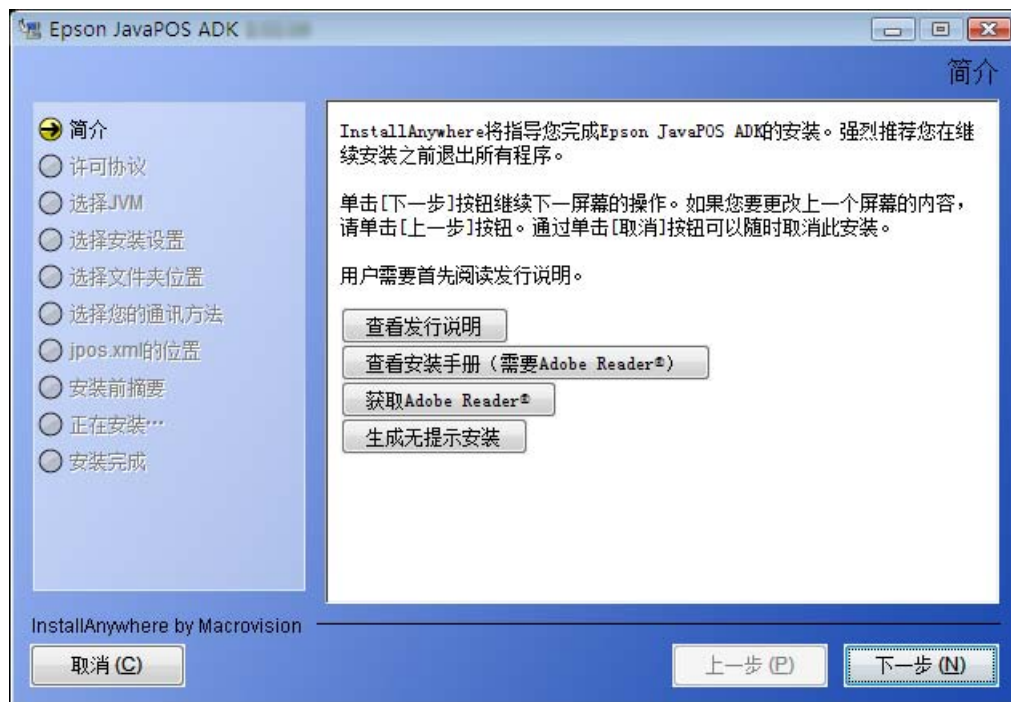 Epson JavaPOS ADK
简介
简介
许可协议
选择JVM
选择安装设置
选择文件夹位置
选择您的通讯方法
jpos.xml的位置
安装前摘要
正在安装…
安装完成
InstallAnywhere将指导您完成Epson JavaPOS ADK的安装。强烈推荐您在继
续安装之前退出所有程序。
单击[下一步]按钮继续下一屏幕的操作。如果您要更改上一个屏幕的内容，
请单击[上一步]按钮。通过单击[取消]按钮可以随时取消此安装。
用户需要首先阅读发行说明。
查看发行说明
查看安装手册（需要Adobe Reader®）
获取Adobe Reader®
生成无提示安装
InstallAnywhere by Macrovision
取消(C)
上一步(P)
下一步(N)